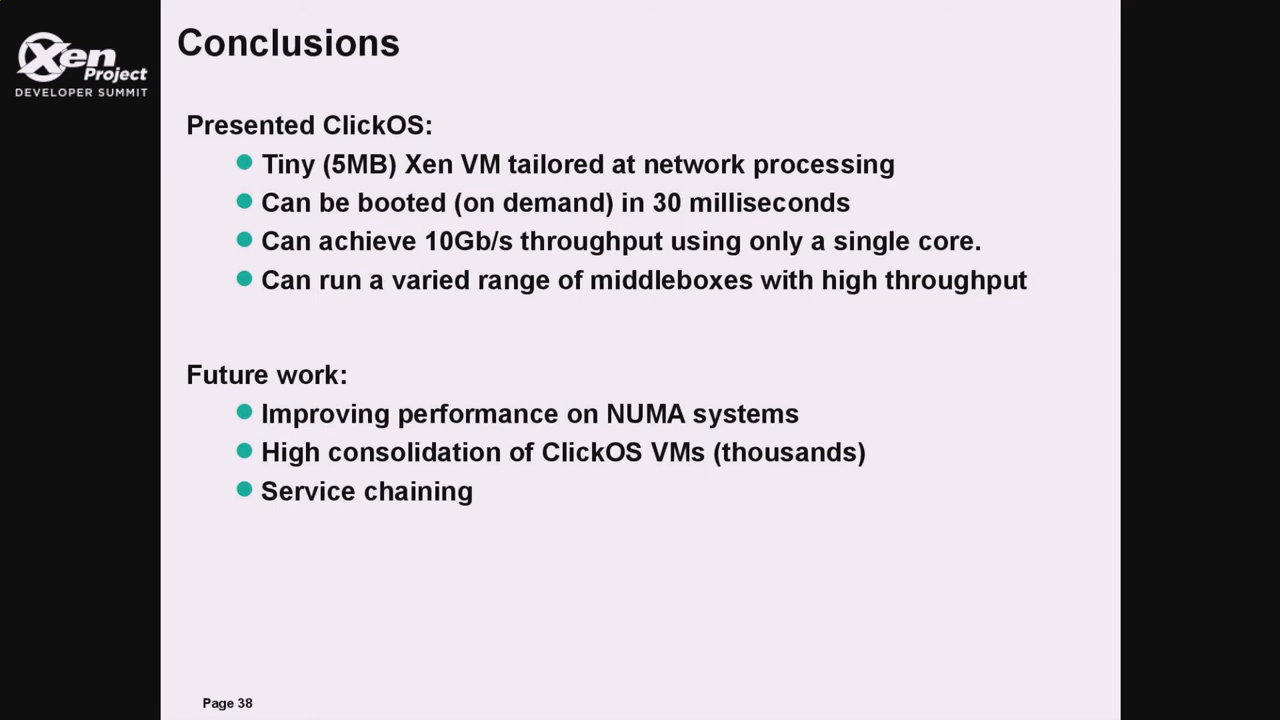 Xen
Project
DEVELOPER SUMMIT
Conclusions
Presented ClickOS:
Tiny (5MB) Xen VM tailored at network processing
Can be booted (on demand) in 30 milliseconds
Can achieve 10Gb/s throughput using only a single core.
Can run a varied range of middleboxes with high throughput
Future work:
Improving performance on NUMA systems
High consolidation of ClickOS VMs (thousands)
Service chaining
Page 38